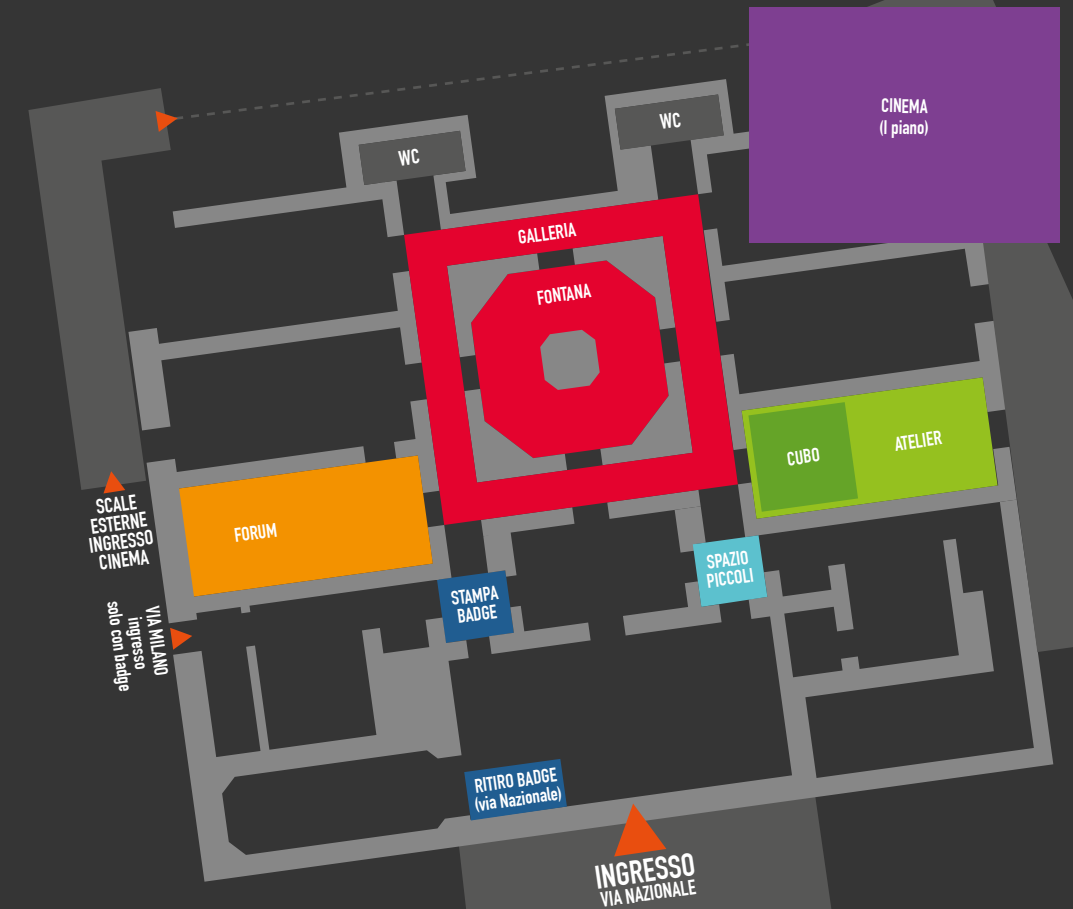 CINEMA
(I piano)
WC
WC
GALLERIA
FONTANA
CUBO
ATELIER
FORUM
SCALE
ESTERNE
INGRESSO
CINEMA
SPAZIO
PICCOLI
STAMPA
BADGE
VIA MILANO
ingresso
solo con badge
RITIRO BADGE
(via Nazionale)
INGRESSO
VIA NAZIONALE